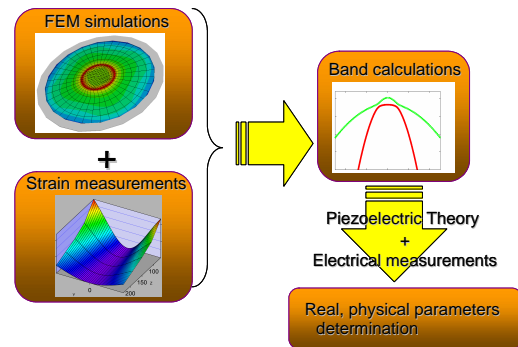 FEM simulations
+
Strain measurements
100
150 z
200
0
Band calculations
Piezoelectric Theory
+
Electrical measurements
Real, physical parameters
determination